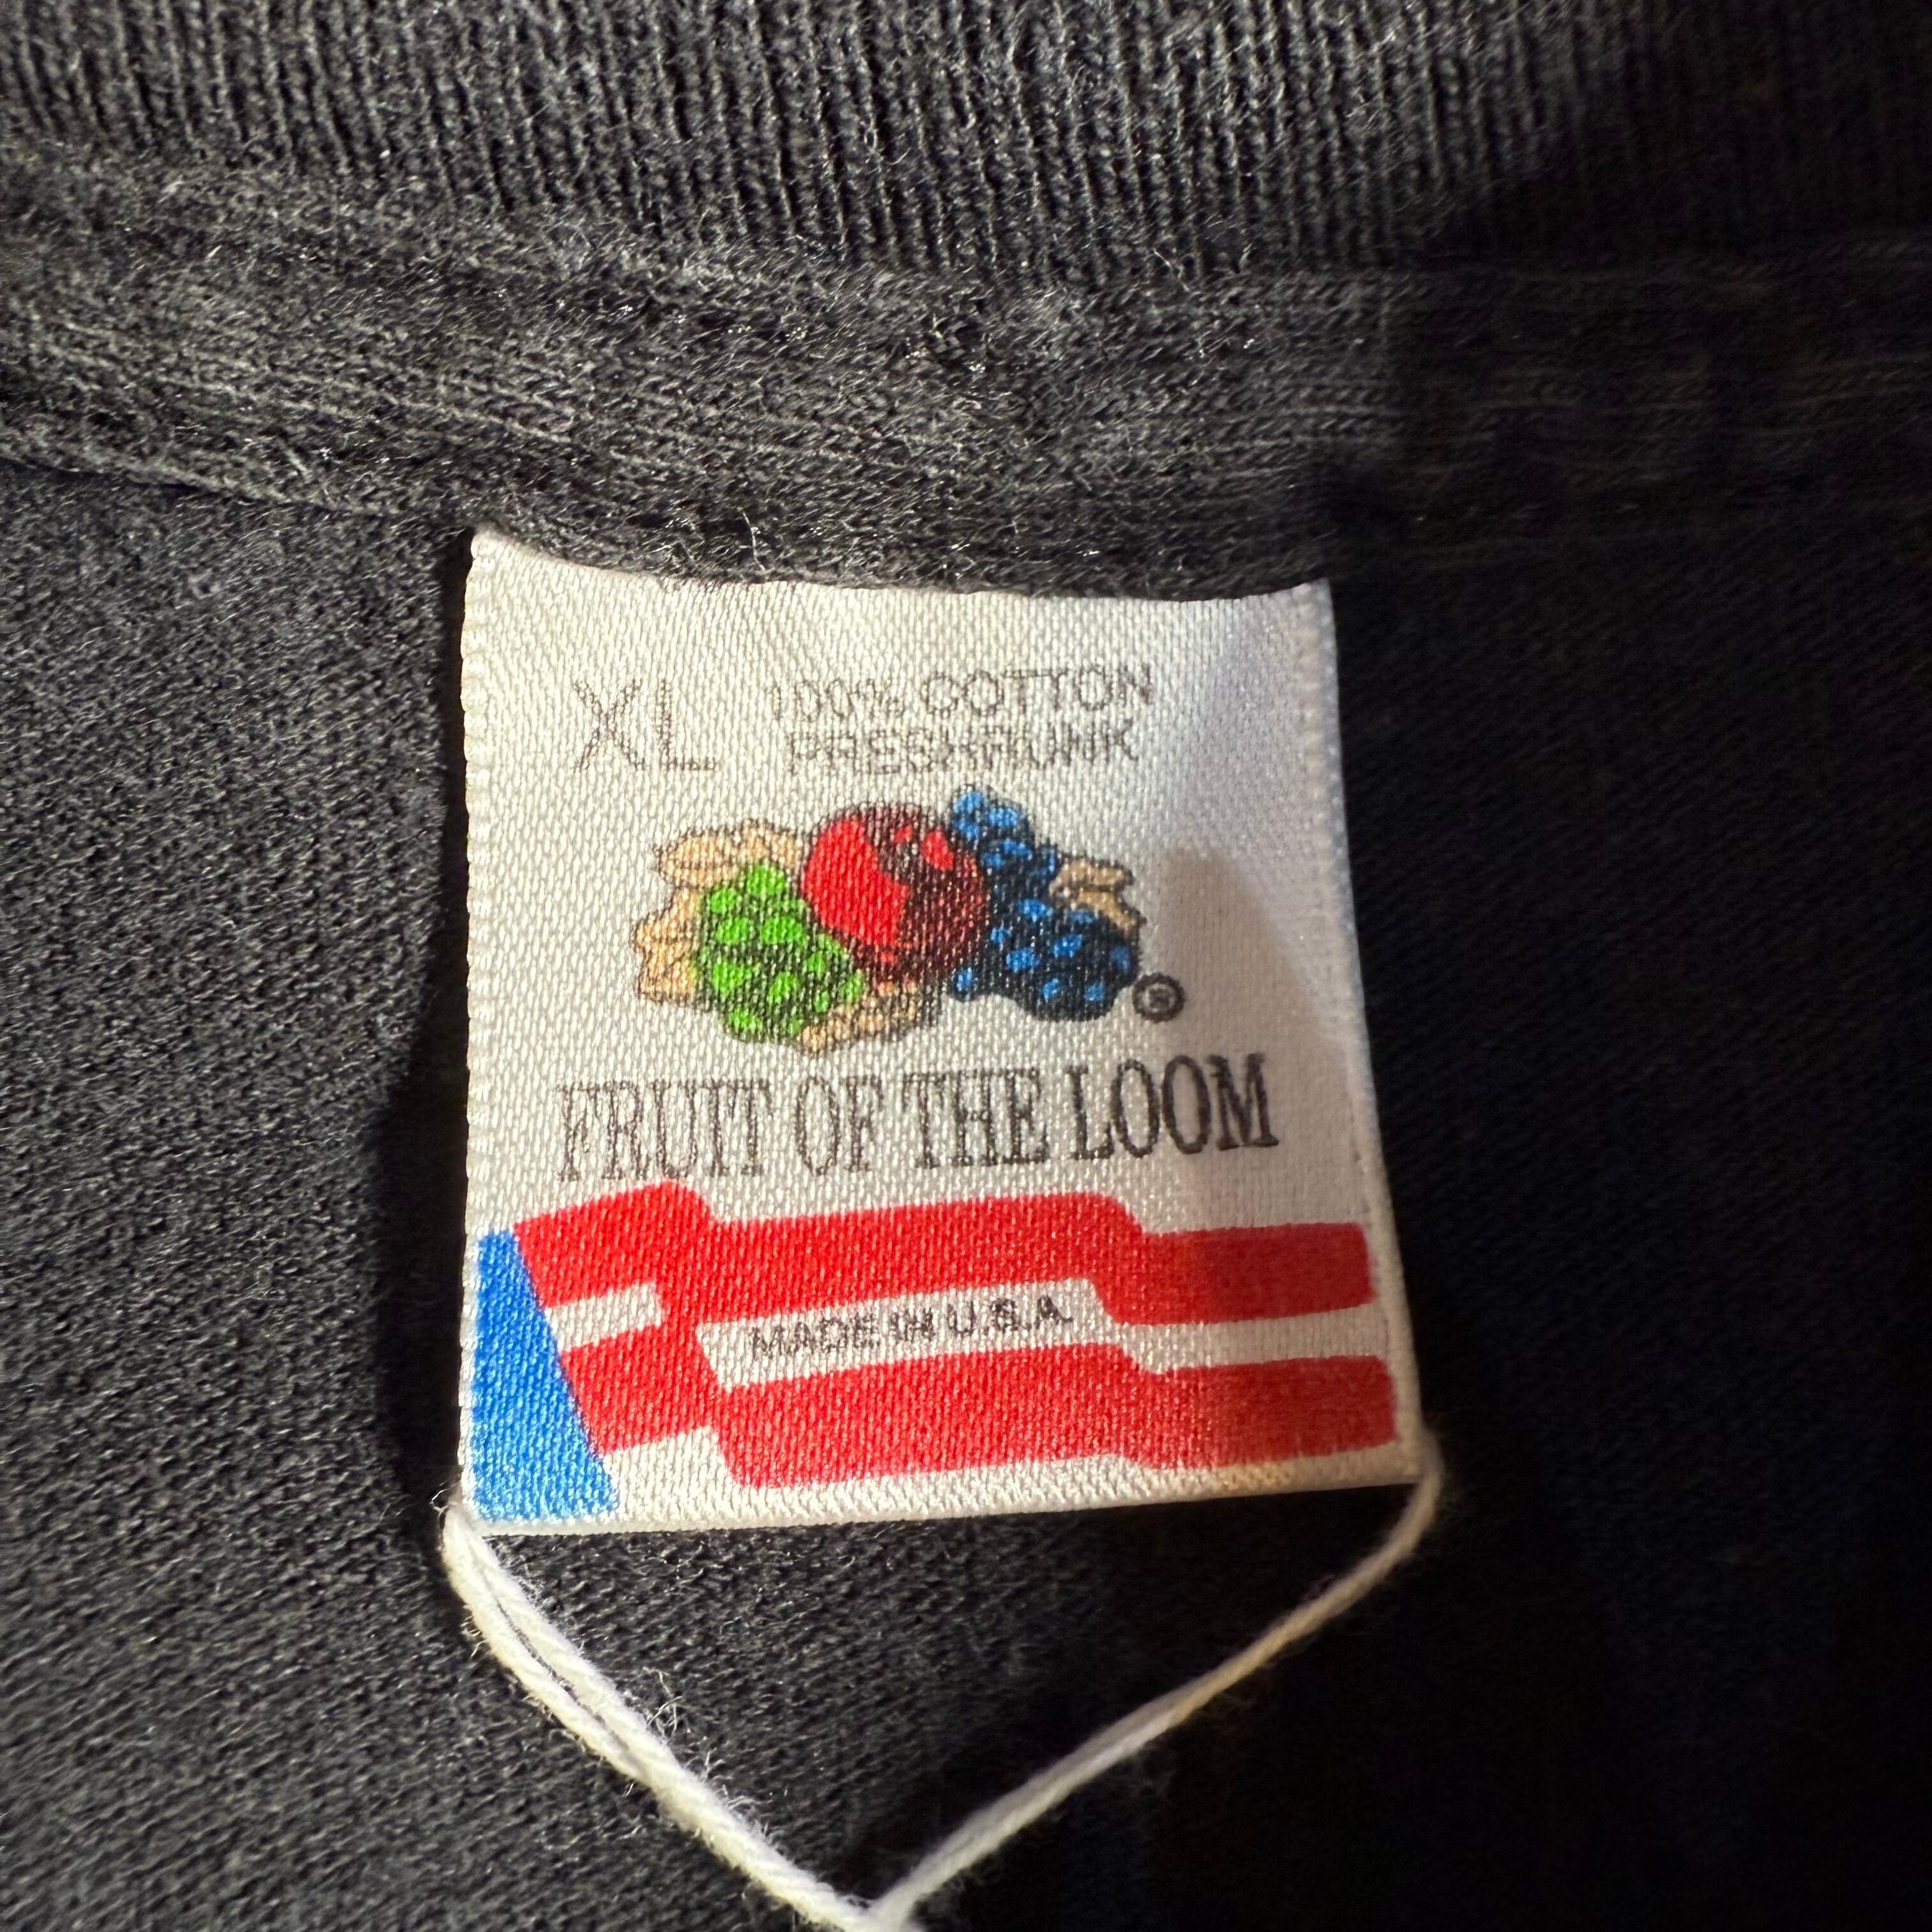 XL 100% COTTON
PRESHRUNK
®
FRUIT OF THE LOOM
MADE IN U.S.A.